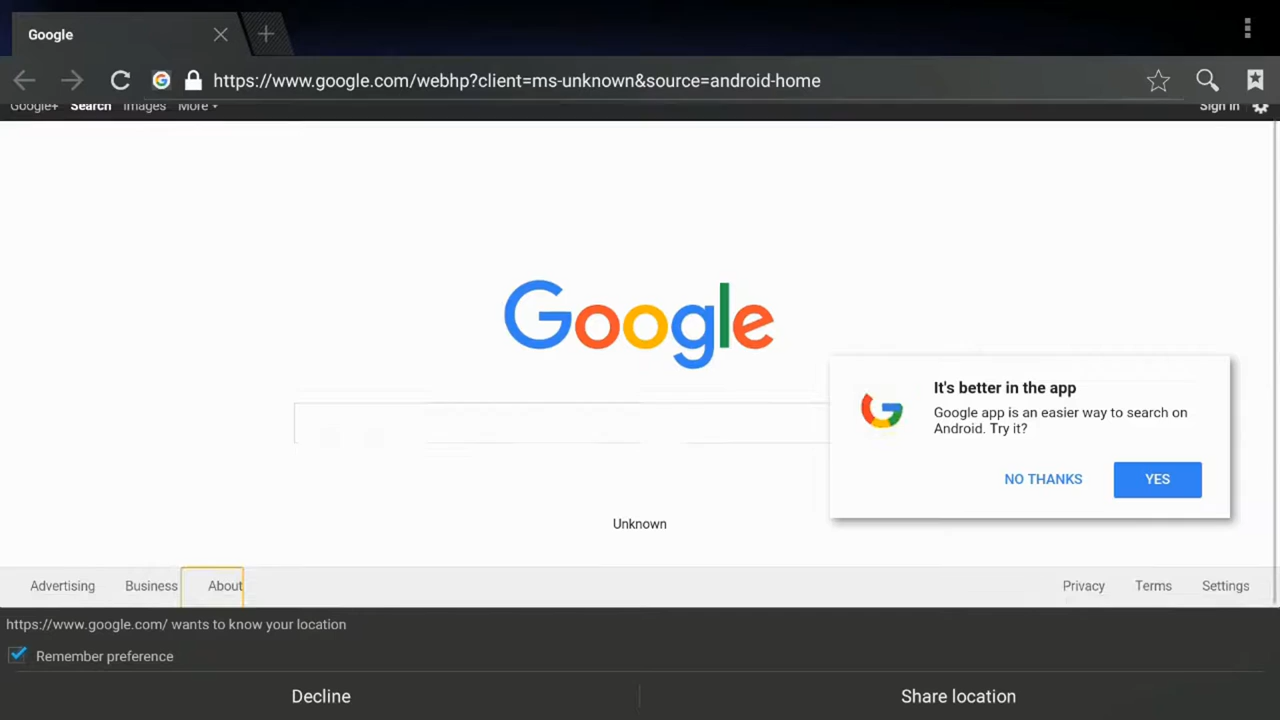 Google
https://www.google.com/webhp?client=ms-unknown&source=android-home
Google+ Search Images More Sign in
Google
It's better in the app
Google app is an easier way to search on
Android. Try it?
NO THANKS YES
Unknown
Advertising Business About Privacy Terms Settings
https://www.google.com/ wants to know your location
Remember preference
Decline Share location